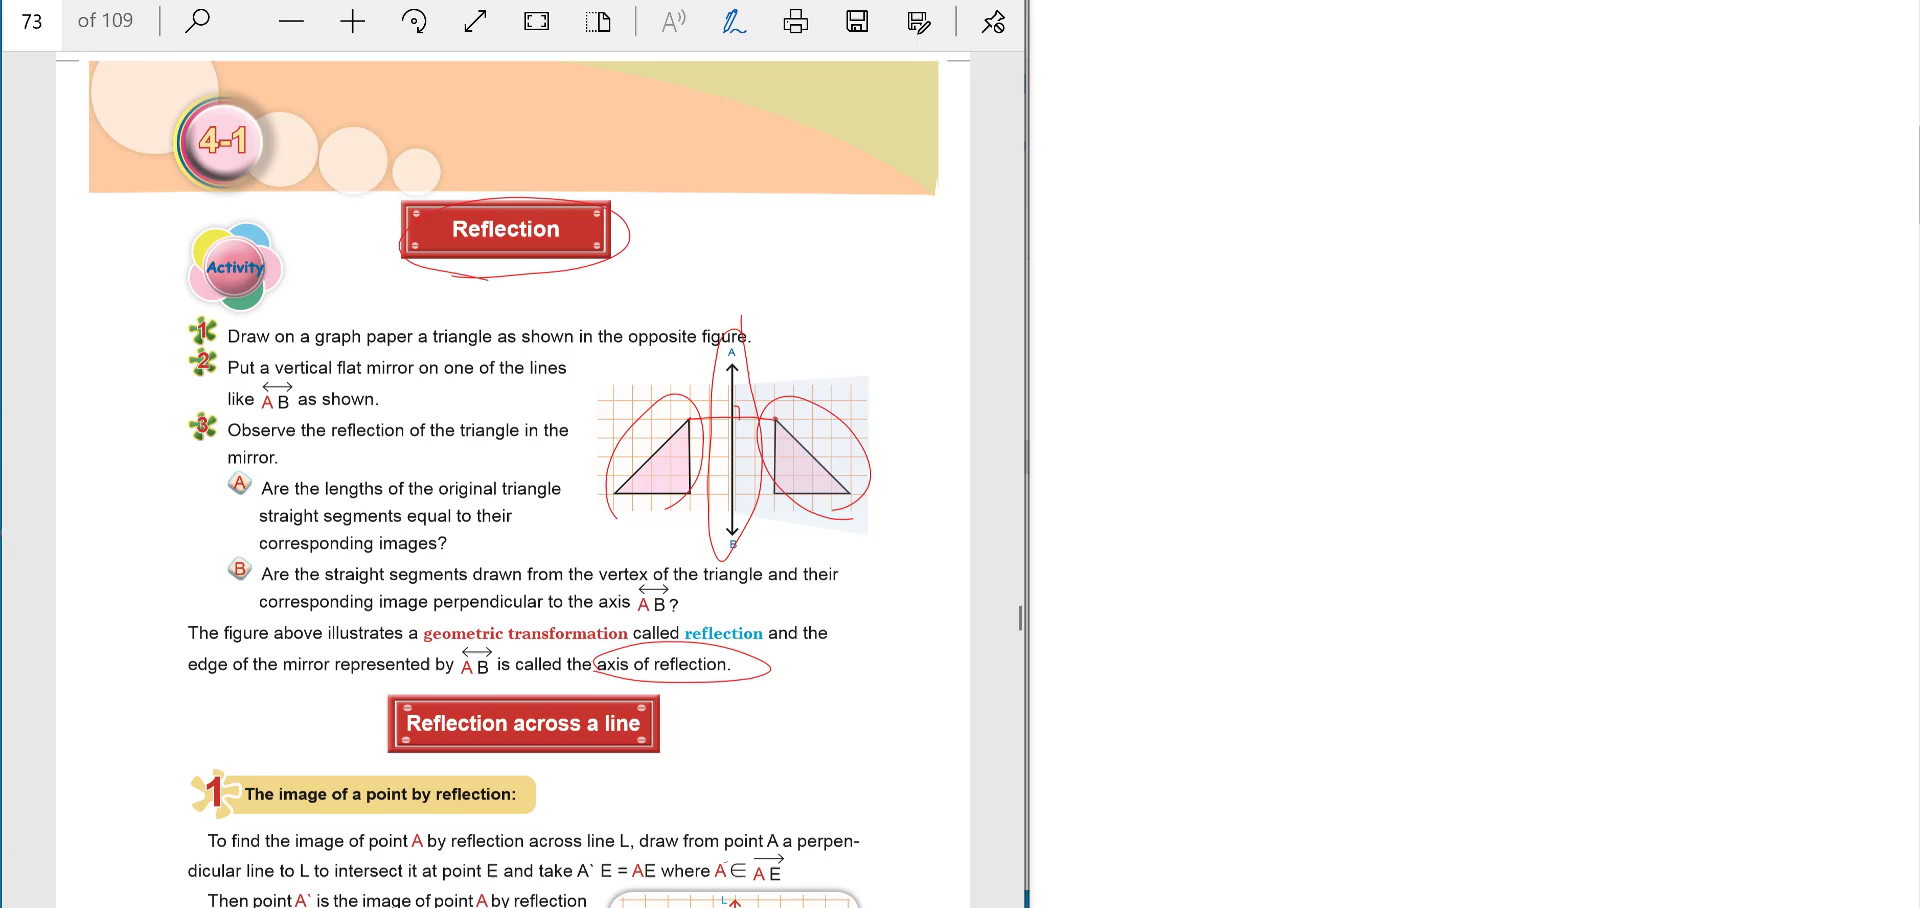 73 of 109
4-1
Reflection
Activity
1 Draw on a graph paper a triangle as shown in the opposite figure.
2 Put a vertical flat mirror on one of the lines
like A B as shown.
3 Observe the reflection of the triangle in the
mirror.
A Are the lengths of the original triangle
straight segments equal to their
corresponding images?
A
B
B Are the straight segments drawn from the vertex of the triangle and their
corresponding image perpendicular to the axis A B ?
The figure above illustrates a geometric transformation called reflection and the
edge of the mirror represented by A B is called the axis of reflection.
Reflection across a line
1 The image of a point by reflection:
To find the image of point A by reflection across line L, draw from point A a perpen-
dicular line to L to intersect it at point E and take A` E = AE where A` ∈ A E
Then point A` is the image of point A by reflection
L